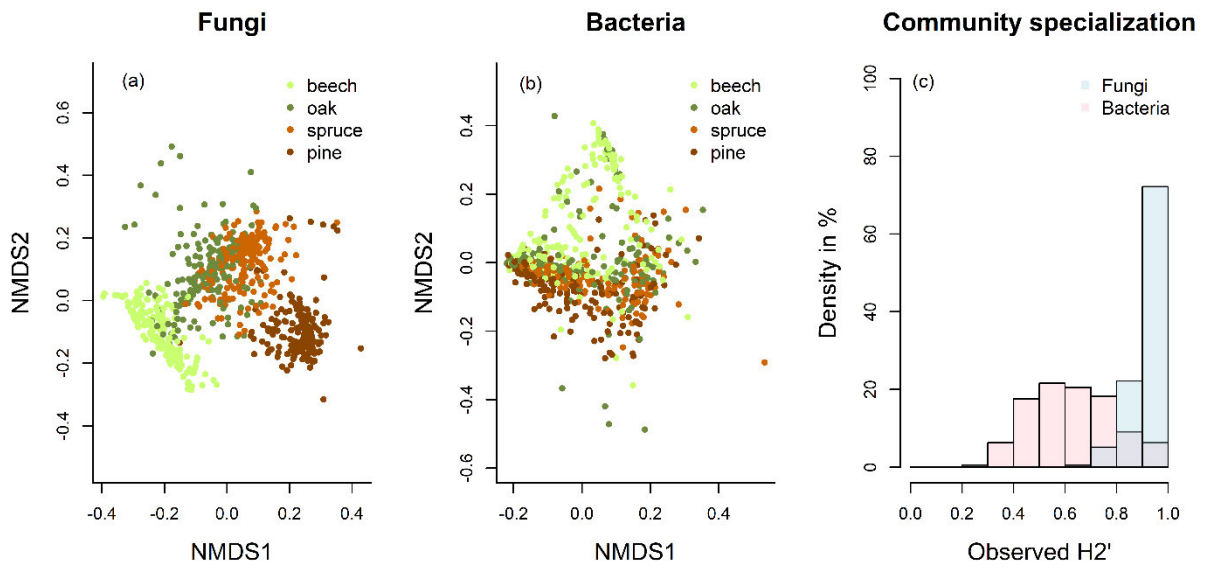 Fungi
(a)
beech
oak
spruce
pine
NMDS2
0.6
0.4
0.2
0.0
-0.2
-0.4
-0.4
-0.2
0.0
0.2
0.4
NMDS1
Bacteria
(b)
beech
oak
spruce
pine
NMDS2
0.4
0.2
0.0
-0.2
-0.4
-0.6
-0.2
0.0
0.2
0.4
NMDS1
Community specialization
(c)
Fungi
Bacteria
Density in %
100
80
60
40
20
0
0.0
0.2
0.4
0.6
0.8
1.0
Observed H2'